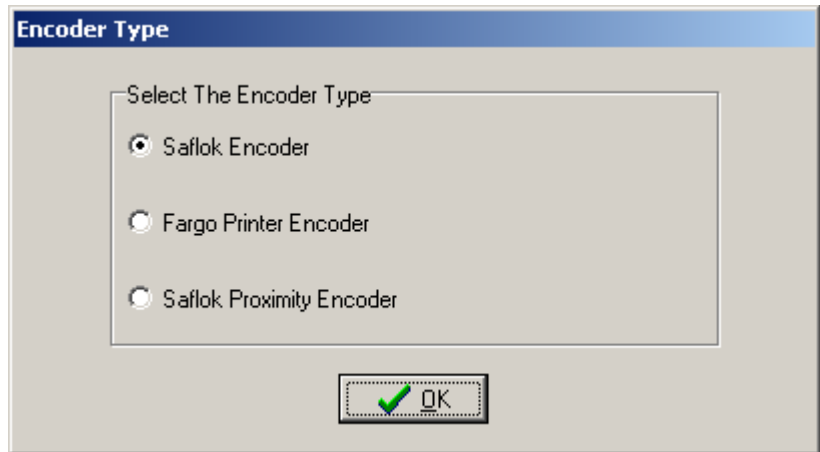 Encoder Type
Select The Encoder Type
Saflok Encoder
Fargo Printer Encoder
Saflok Proximity Encoder
OK